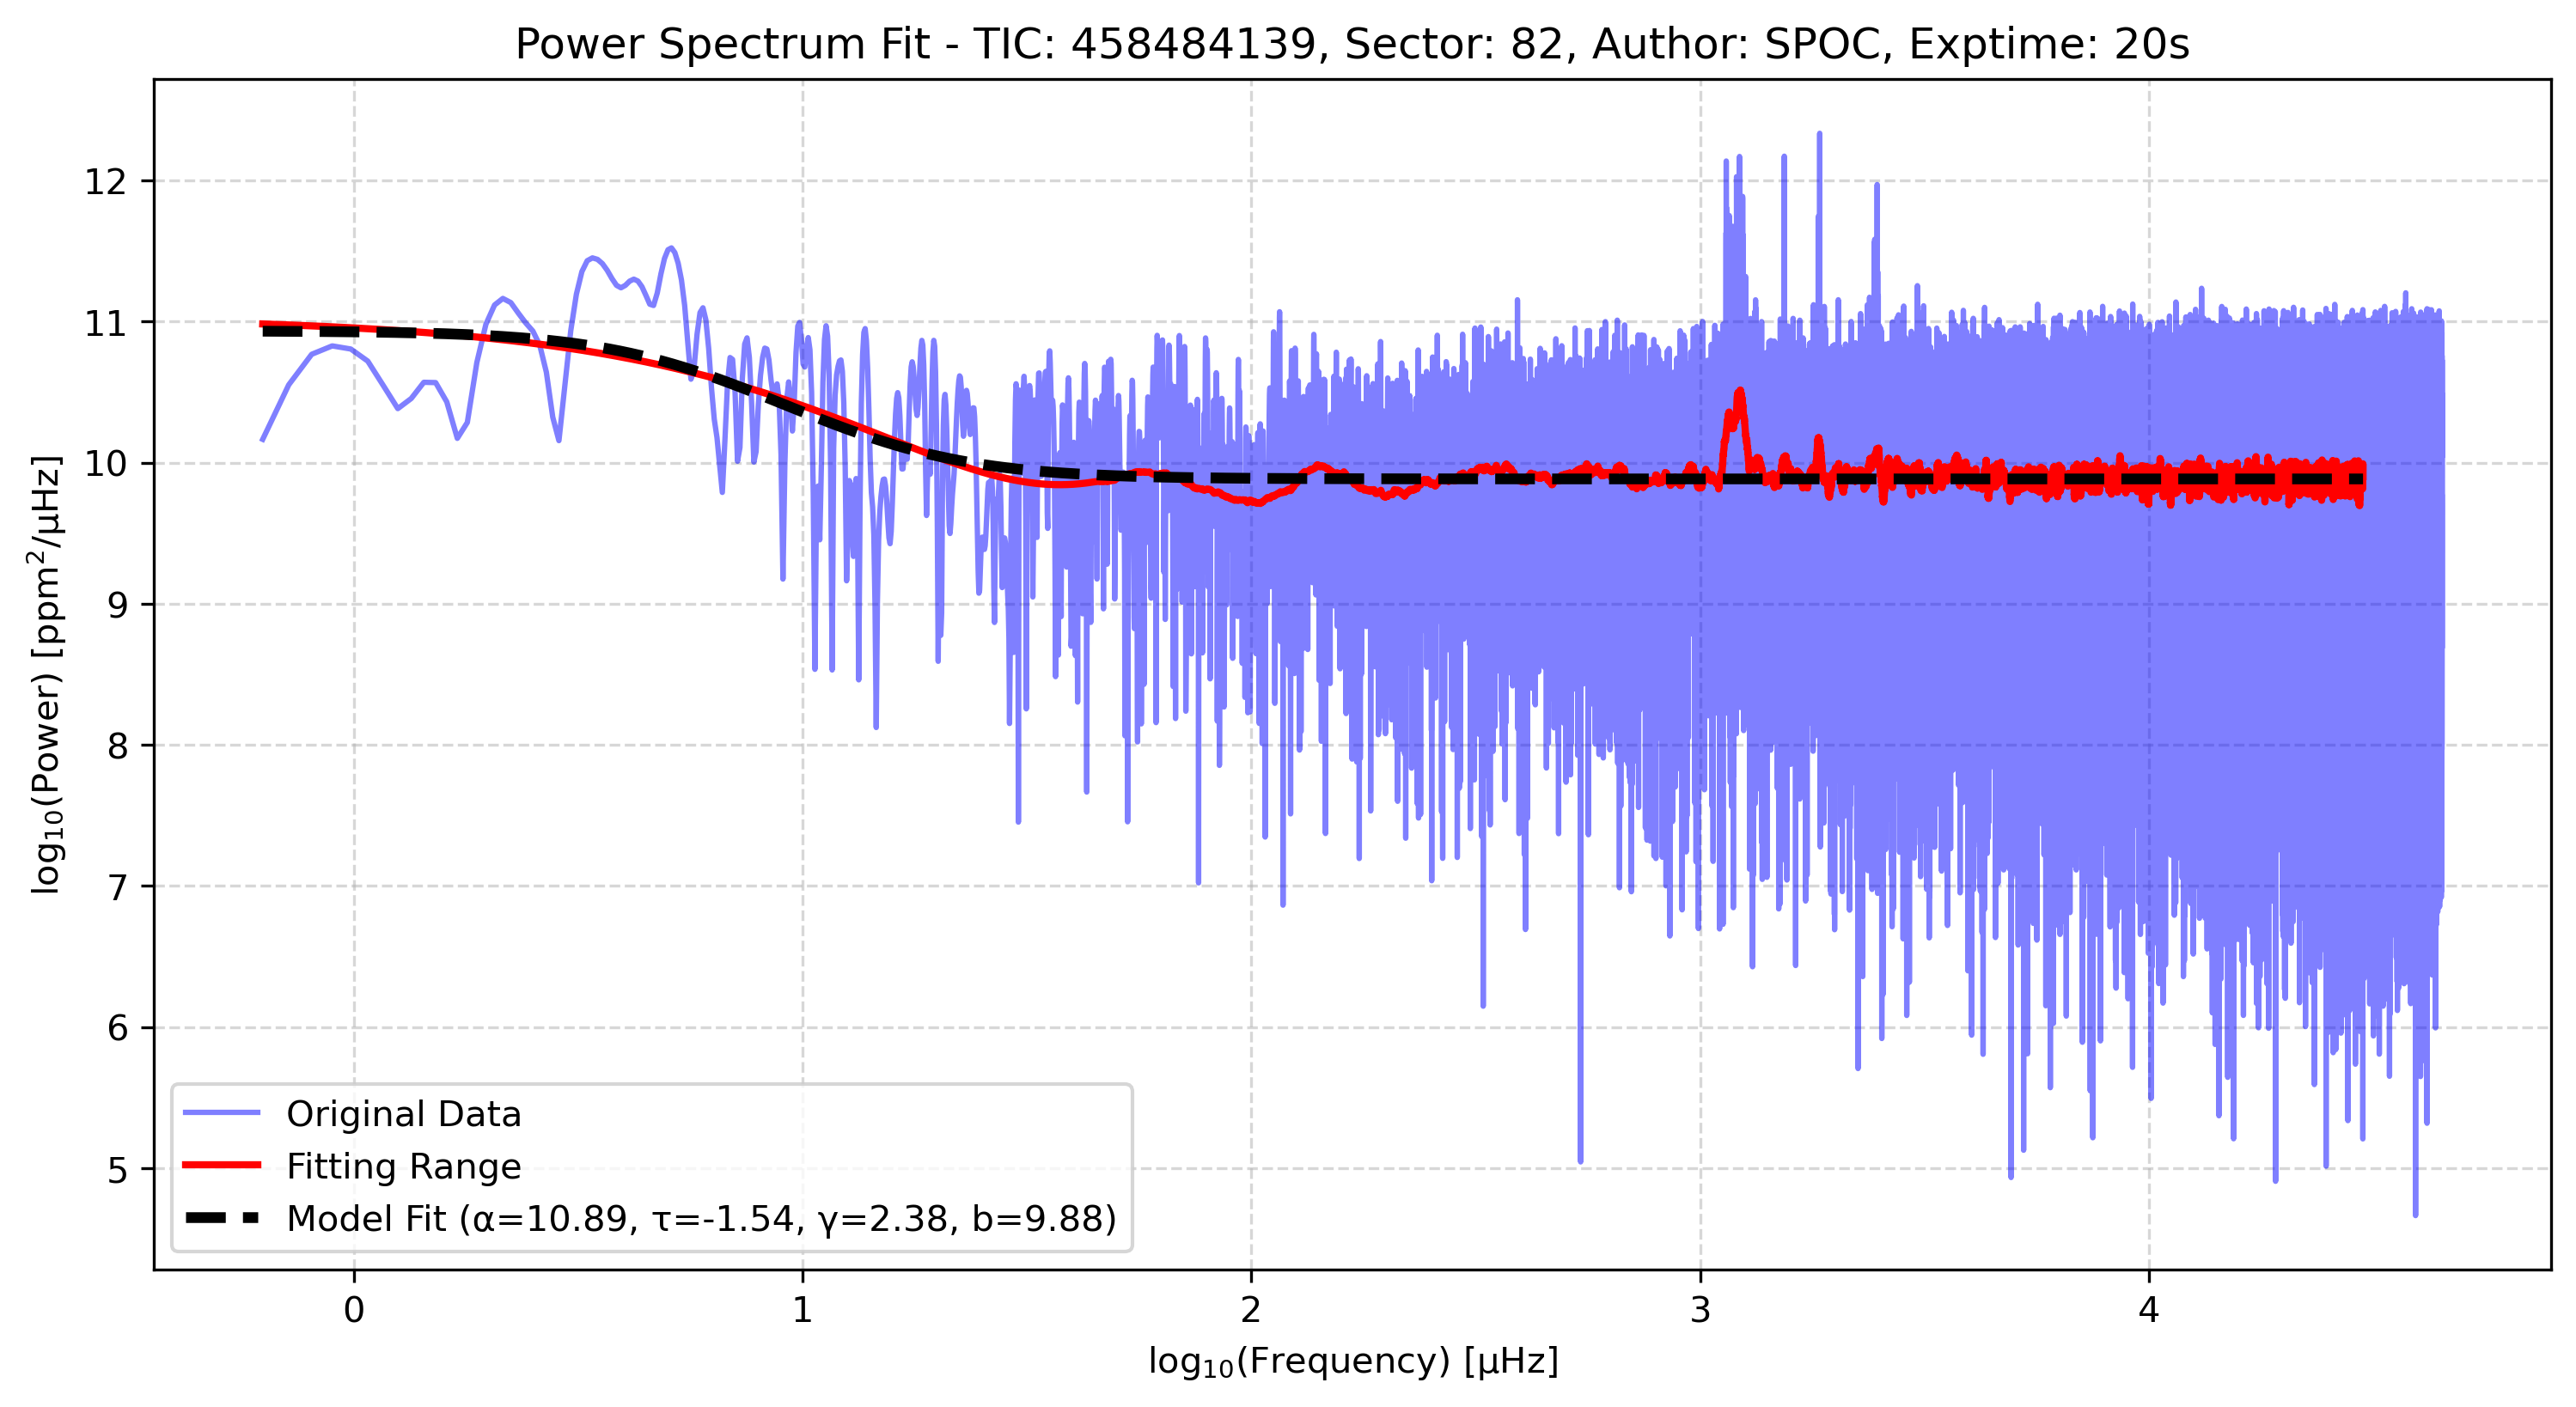 Power Spectrum Fit - TIC: 458484139, Sector: 82, Author: SPOC, Exptime: 20s
log₁₀(Power) [ppm²/μHz]
12
11
10
9
8
7
6
5
Original Data
Fitting Range
Model Fit (α=10.89, τ=-1.54, γ=2.38, b=9.88)
0 1 2 3 4
log₁₀(Frequency) [μHz]